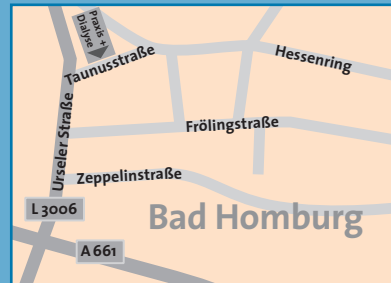 Praxis +
Dialyse
Taunusstraße
Hessenring
Urseler Straße
Frölingstraße
Zeppelinstraße
L 3006
Bad Homburg
A 661